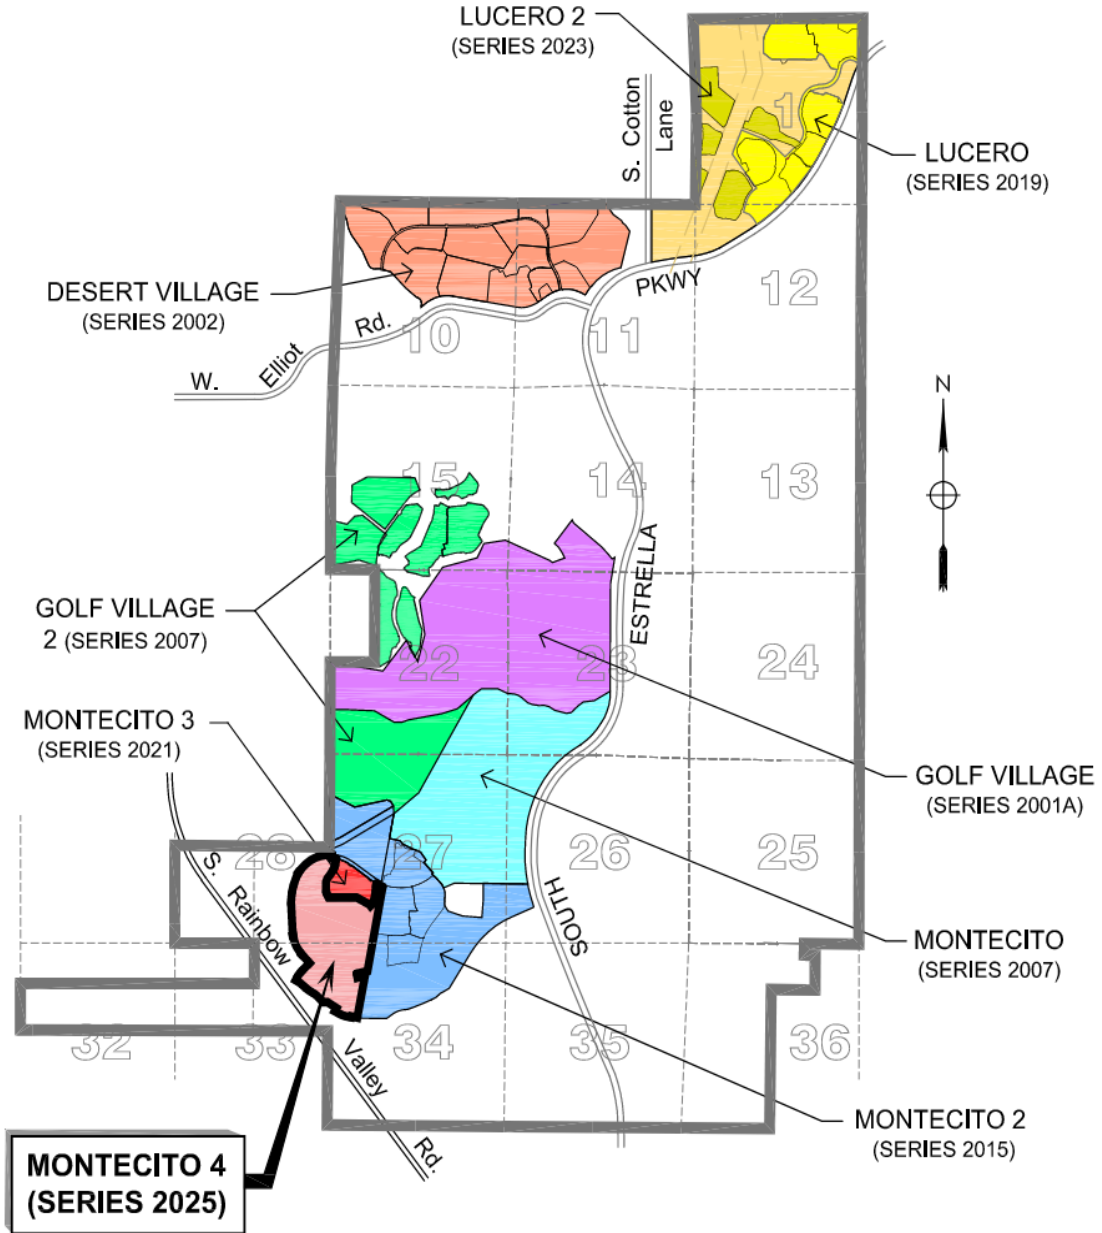 LUCERO 2
(SERIES 2023)
S. Cotton
Lane
1
LUCERO
(SERIES 2019)
DESERT VILLAGE
(SERIES 2002)
PKWY
12
W. Elliot Rd.
10
11
N
15
14
13
ESTRELLA
GOLF VILLAGE
2 (SERIES 2007)
22
23
24
MONTECITO 3
(SERIES 2021)
GOLF VILLAGE
(SERIES 2001A)
28
27
26
25
S. Rainbow Valley Rd.
SOUTH
MONTECITO
(SERIES 2007)
32
33
34
35
36
MONTECITO 2
(SERIES 2015)
MONTECITO 4
(SERIES 2025)